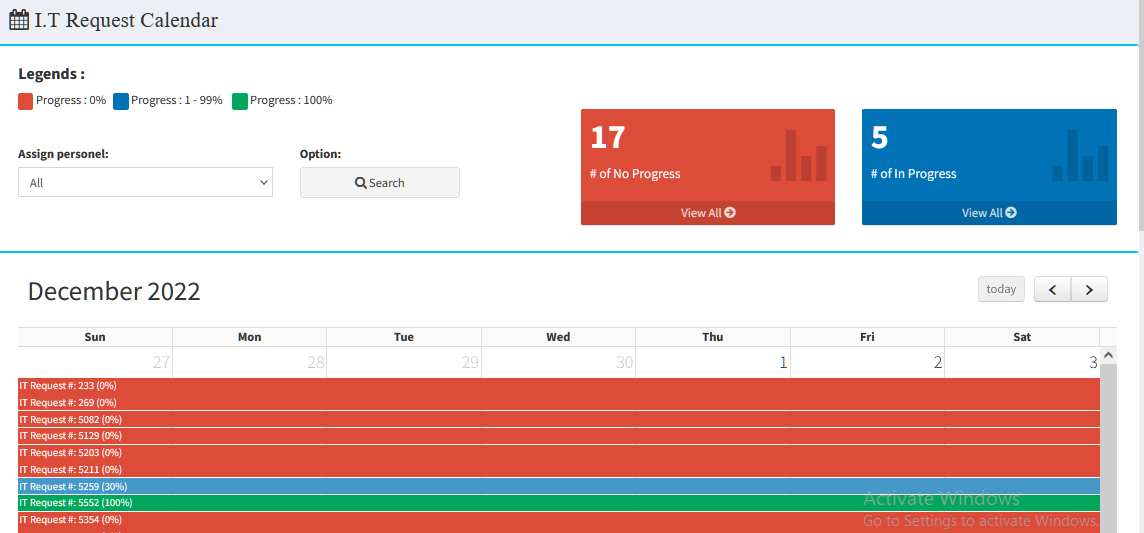 I.T Request Calendar
Legends :
Progress : 0% Progress : 1 - 99% Progress : 100%
Assign personel:
All
Option:
Search
17
# of No Progress
View All
5
# of In Progress
View All
December 2022
today
Sun Mon Tue Wed Thu Fri Sat
27 28 29 30 1 2 3
IT Request #: 233 (0%)
IT Request #: 269 (0%)
IT Request #: 5082 (0%)
IT Request #: 5129 (0%)
IT Request #: 5203 (0%)
IT Request #: 5211 (0%)
IT Request #: 5259 (30%)
IT Request #: 5552 (100%)
IT Request #: 5354 (0%)
Activate Windows
Go to Settings to activate Windows.